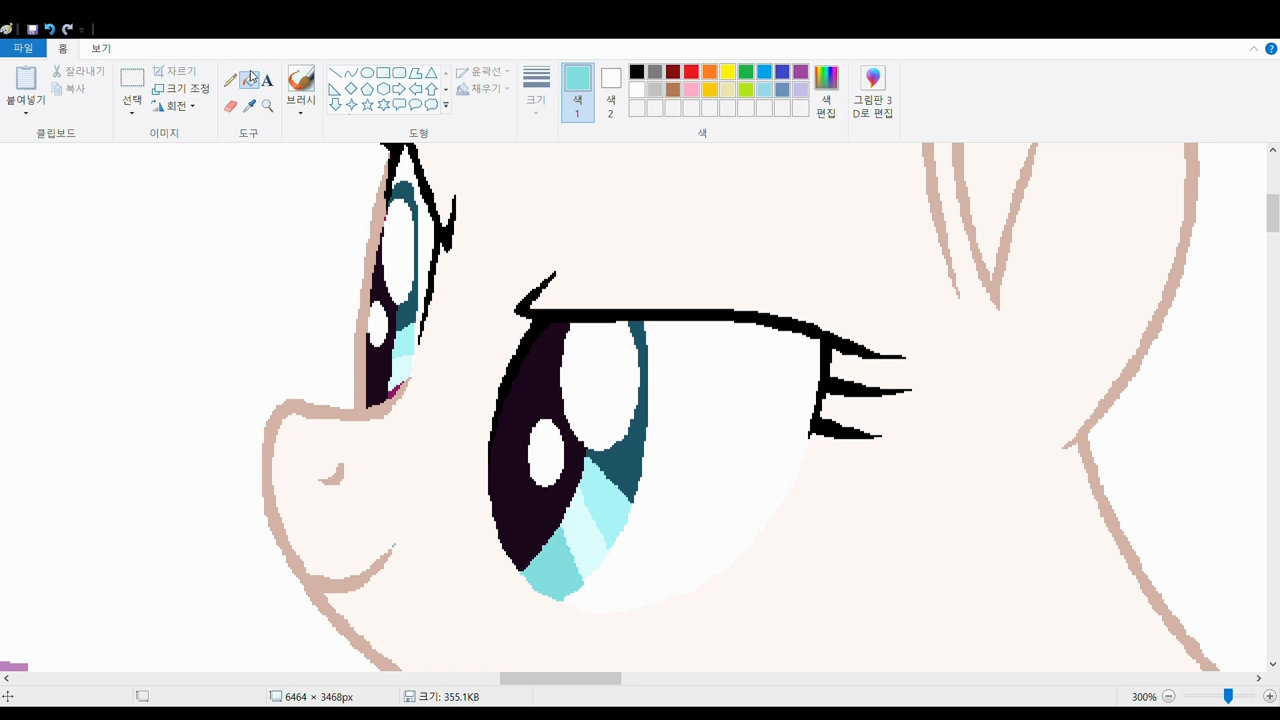 파일 홈 보기
붙여넣기
잘라내기
복사
클립보드
선택
자르기
크기 조정
회전
이미지
A
도구
브러시
윤곽선
채우기
도형
크기
색
1
색
2
색
편집
색
그림판 3
D로 편집
6464 × 3468px
크기: 355.1KB
300%